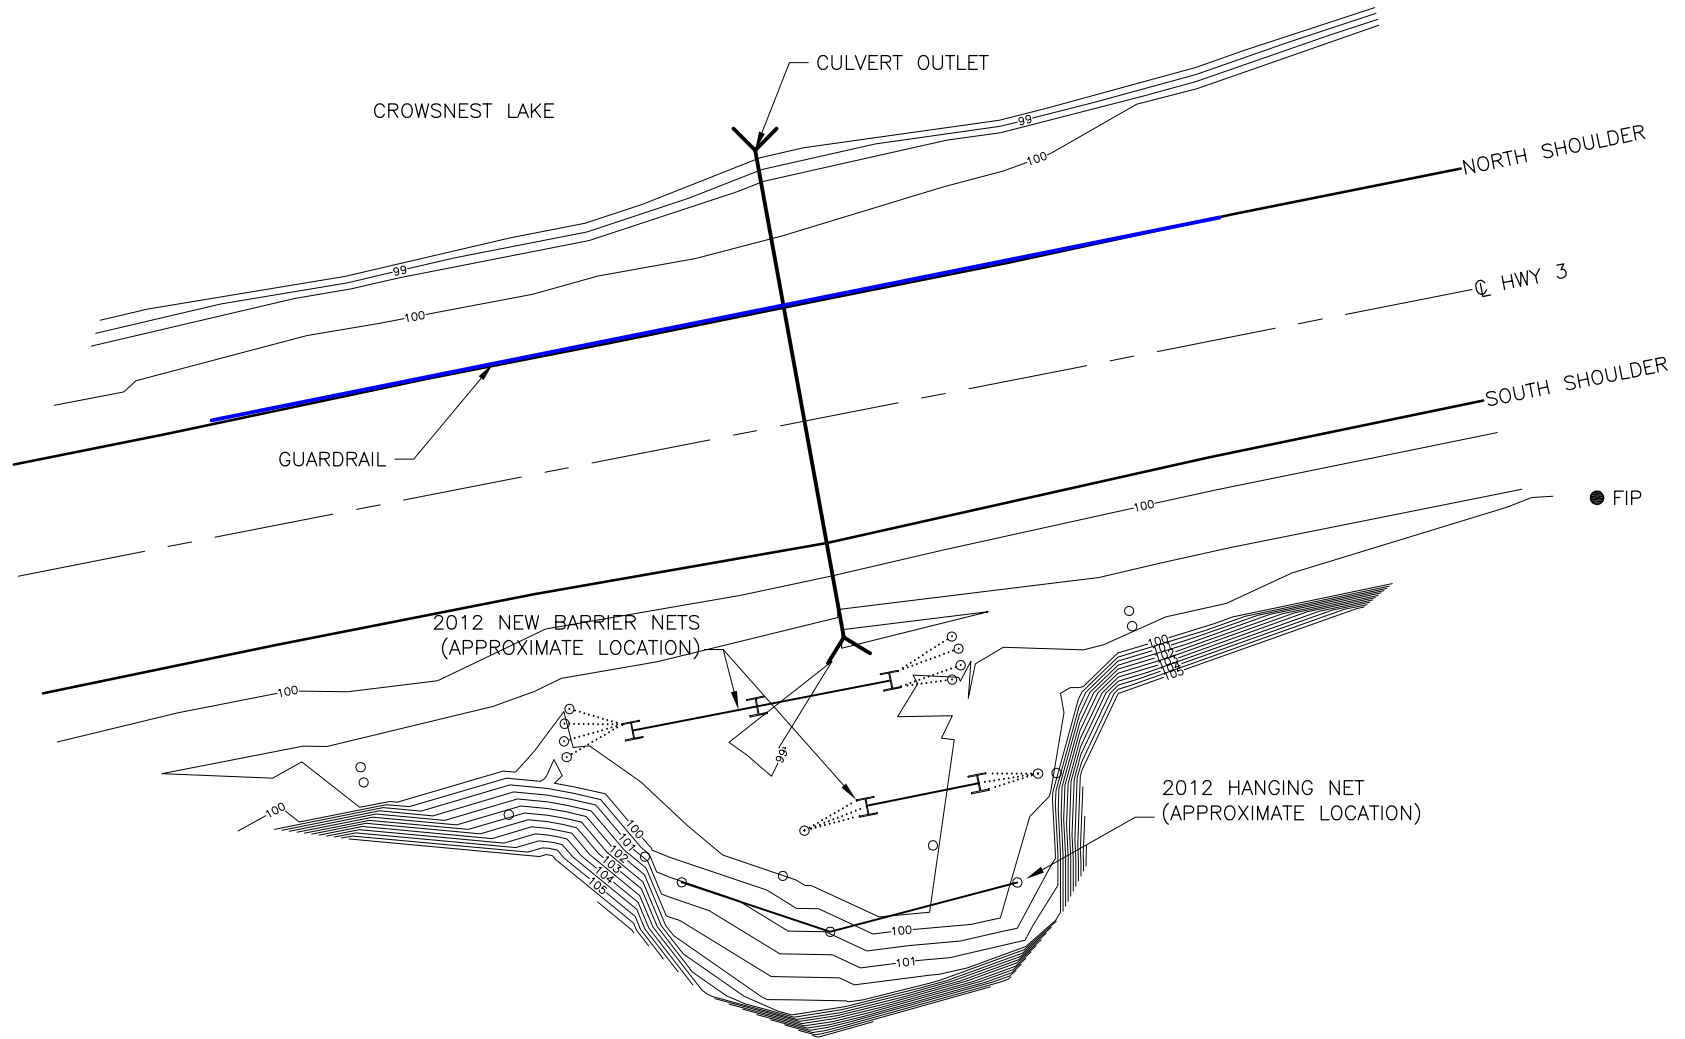 CULVERT OUTLET
CROWSNEST LAKE
99
100
NORTH SHOULDER
99
100
℄ HWY 3
SOUTH SHOULDER
GUARDRAIL
100
FIP
2012 NEW BARRIER NETS
(APPROXIMATE LOCATION)
100
100
105
99
2012 HANGING NET
(APPROXIMATE LOCATION)
100
100
101
102
103
104
105
100
101